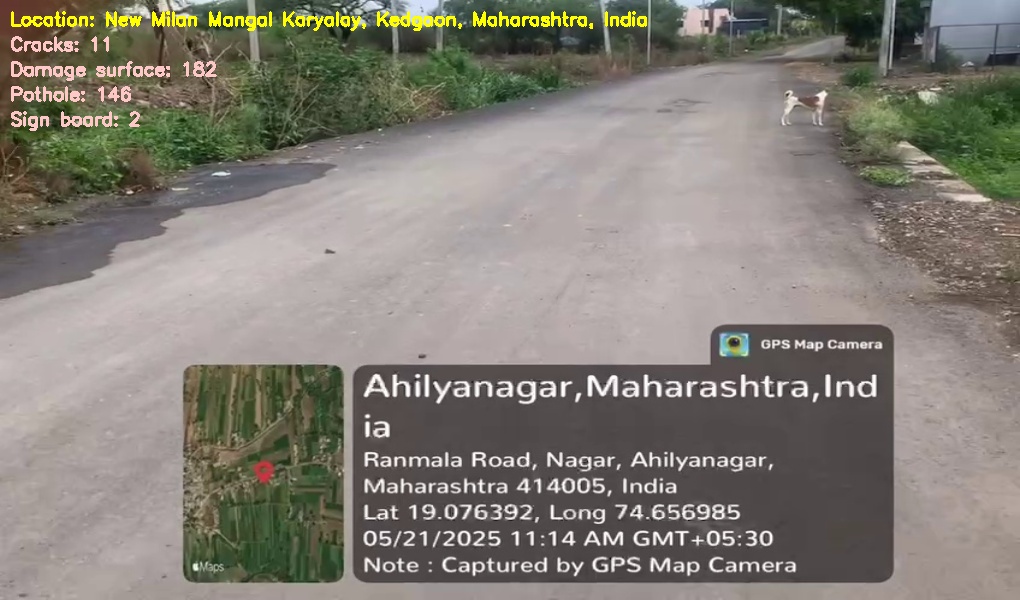 Location: New Milan Mangal Karyalay, Kedgaon, Maharashtra, India
Cracks: 11
Damage surface: 182
Pothole: 146
Sign board: 2
GPS Map Camera
Ahilyanagar,Maharashtra,Ind
ia
Ranmala Road, Nagar, Ahilyanagar,
Maharashtra 414005, India
Lat 19.076392, Long 74.656985
05/21/2025 11:14 AM GMT+05:30
Note : Captured by GPS Map Camera
Maps